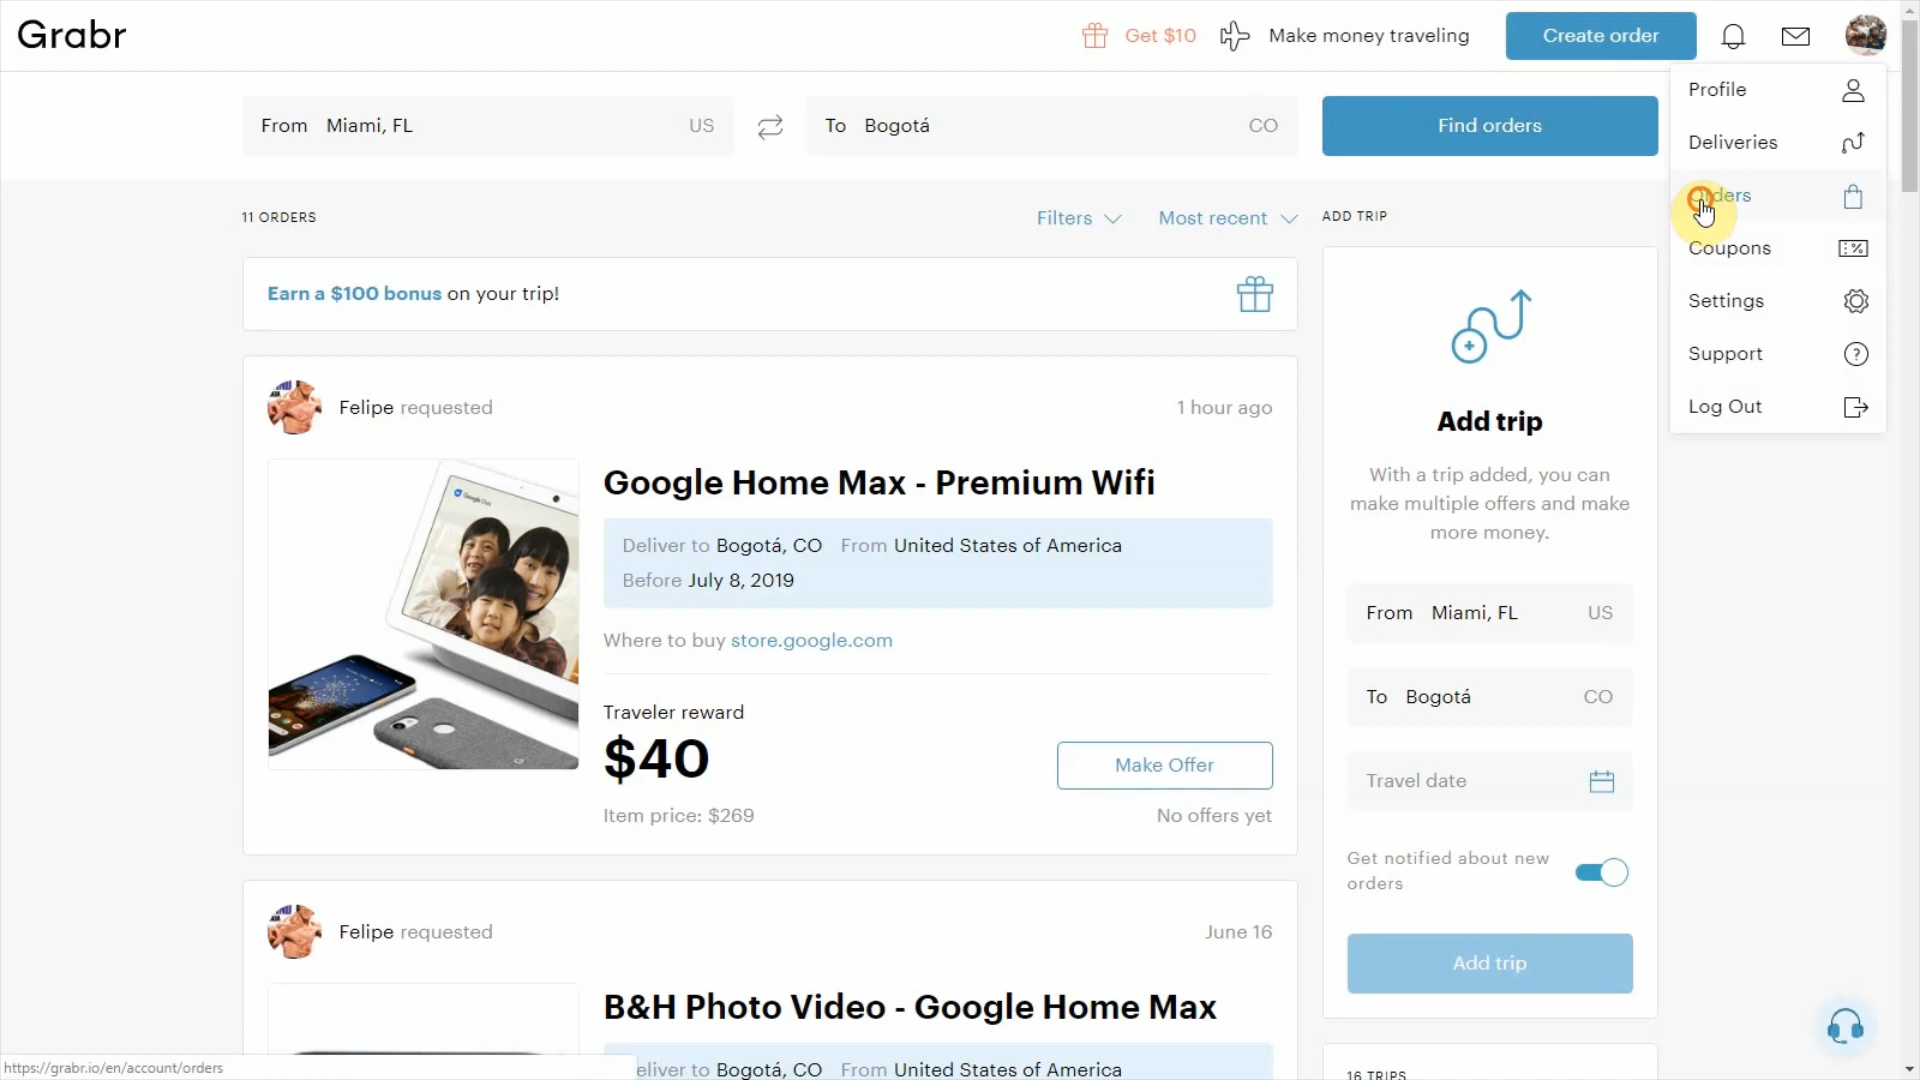 Grabr
Get $10
Make money traveling
Create order
From Miami, FL US
To Bogotá CO
Find orders
Profile
Deliveries
Orders
Coupons
Settings
Support
Log Out
11 ORDERS
Filters
Most recent
Earn a $100 bonus on your trip!
Felipe requested
1 hour ago
Google Duo
Google Home Max - Premium Wifi
Deliver to Bogotá, CO From United States of America
Before July 8, 2019
Where to buy store.google.com
Traveler reward
$40
Make Offer
Item price: $269
No offers yet
Felipe requested
June 16
B&H Photo Video - Google Home Max
eliver to Bogotá, CO From United States of America
ADD TRIP
Add trip
With a trip added, you can
make multiple offers and make
more money.
From Miami, FL US
To Bogotá CO
Travel date
Get notified about new
orders
Add trip
16 TRIPS
https://grabr.io/en/account/orders